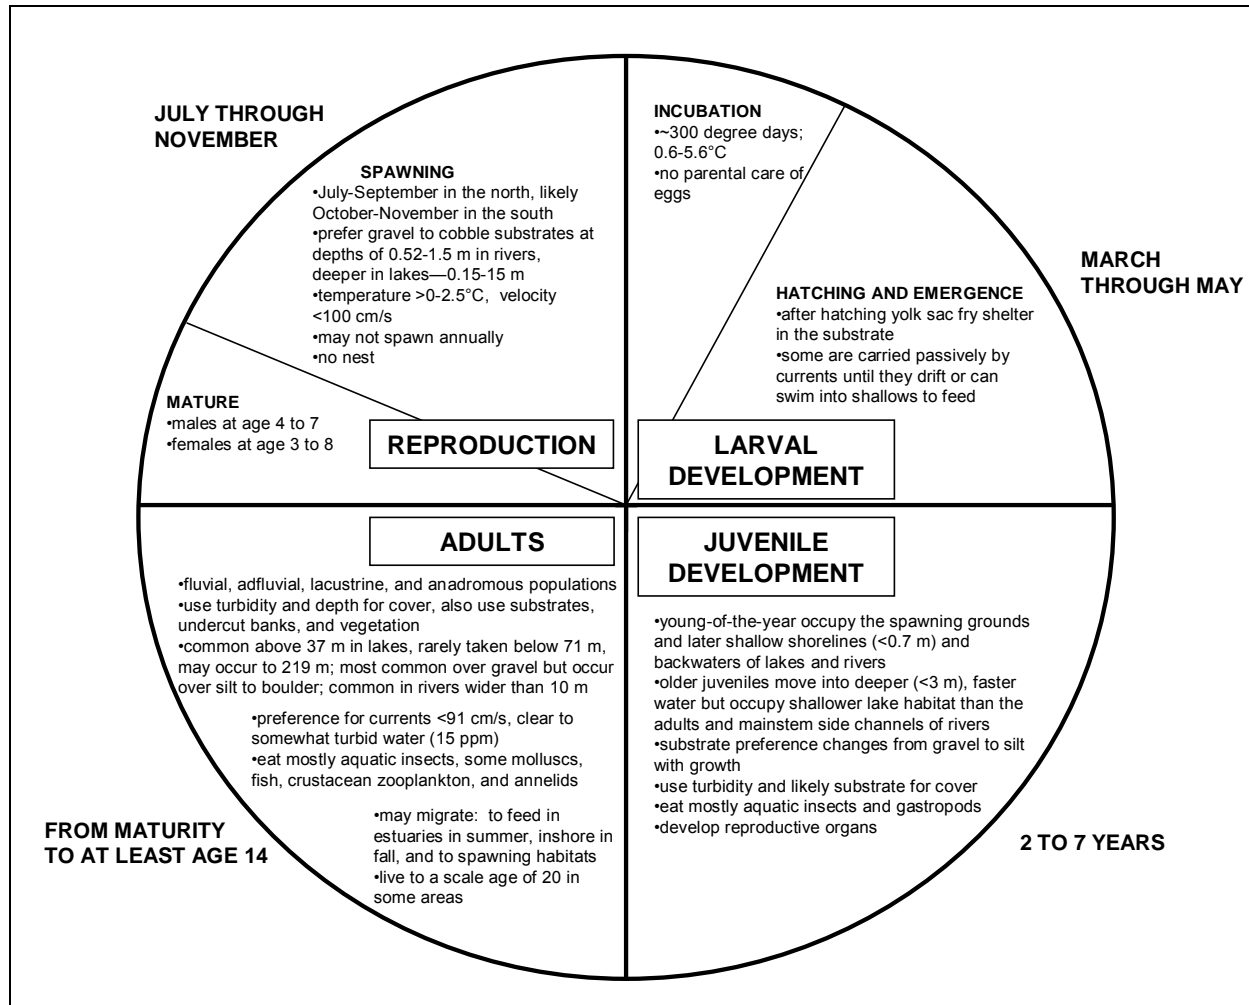 JULY THROUGH
NOVEMBER
SPAWNING
•July-September in the north, likely
October-November in the south
•prefer gravel to cobble substrates at
depths of 0.52-1.5 m in rivers,
deeper in lakes—0.15-15 m
•temperature >0-2.5°C, velocity
<100 cm/s
•may not spawn annually
•no nest
MATURE
•males at age 4 to 7
•females at age 3 to 8
REPRODUCTION
INCUBATION
•~300 degree days;
0.6-5.6°C
•no parental care of
eggs
MARCH
THROUGH MAY
HATCHING AND EMERGENCE
•after hatching yolk sac fry shelter
in the substrate
•some are carried passively by
currents until they drift or can
swim into shallows to feed
LARVAL
DEVELOPMENT
ADULTS
•fluvial, adfluvial, lacustrine, and anadromous populations
•use turbidity and depth for cover, also use substrates,
undercut banks, and vegetation
•common above 37 m in lakes, rarely taken below 71 m,
may occur to 219 m; most common over gravel but occur
over silt to boulder; common in rivers wider than 10 m
•preference for currents <91 cm/s, clear to
somewhat turbid water (15 ppm)
•eat mostly aquatic insects, some molluscs,
fish, crustacean zooplankton, and annelids
•may migrate: to feed in
estuaries in summer, inshore in
fall, and to spawning habitats
•live to a scale age of 20 in
some areas
FROM MATURITY
TO AT LEAST AGE 14
JUVENILE
DEVELOPMENT
•young-of-the-year occupy the spawning grounds
and later shallow shorelines (<0.7 m) and
backwaters of lakes and rivers
•older juveniles move into deeper (<3 m), faster
water but occupy shallower lake habitat than the
adults and mainstem side channels of rivers
•substrate preference changes from gravel to silt
with growth
•use turbidity and likely substrate for cover
•eat mostly aquatic insects and gastropods
•develop reproductive organs
2 TO 7 YEARS